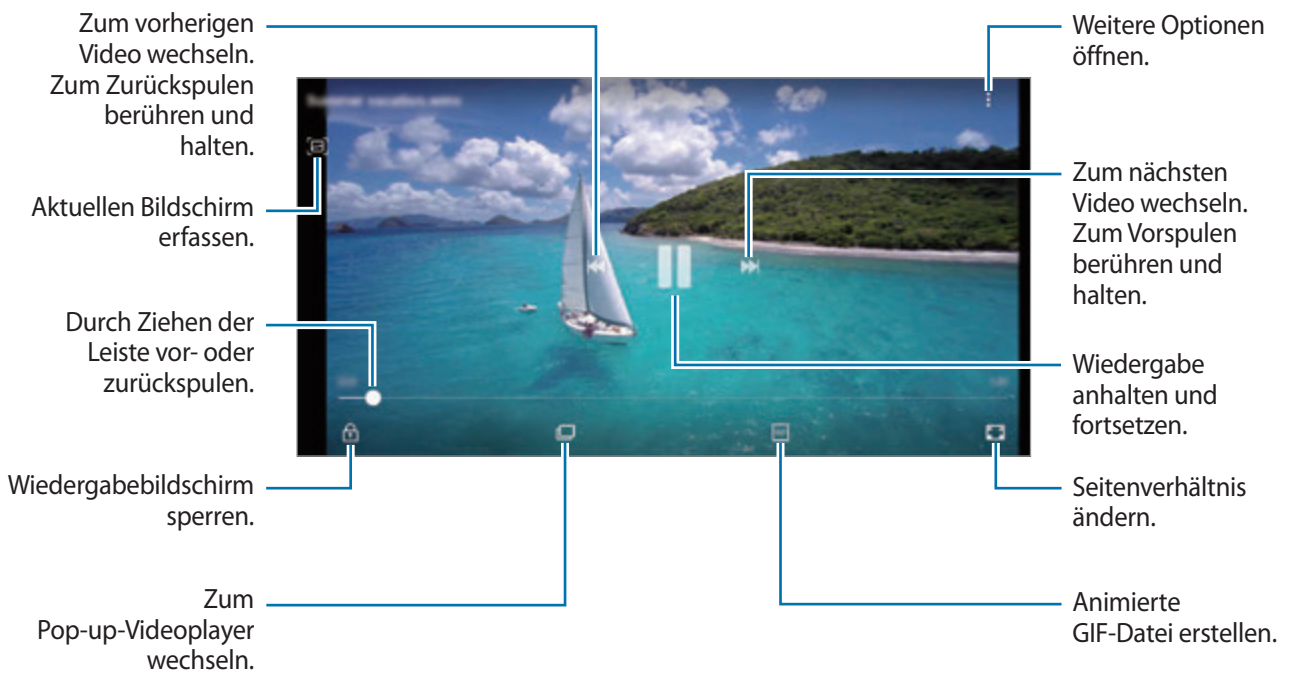 Zum vorherigen
Video wechseln.
Zum Zurückspulen
berühren und
halten.
Aktuellen Bildschirm
erfassen.
Durch Ziehen der
Leiste vor- oder
zurückspulen.
Wiedergabebildschirm
sperren.
Zum
Pop-up-Videoplayer
wechseln.
Weitere Optionen
öffnen.
Zum nächsten
Video wechseln.
Zum Vorspulen
berühren und
halten.
Wiedergabe
anhalten und
fortsetzen.
Seitenverhältnis
ändern.
Animierte
GIF-Datei erstellen.